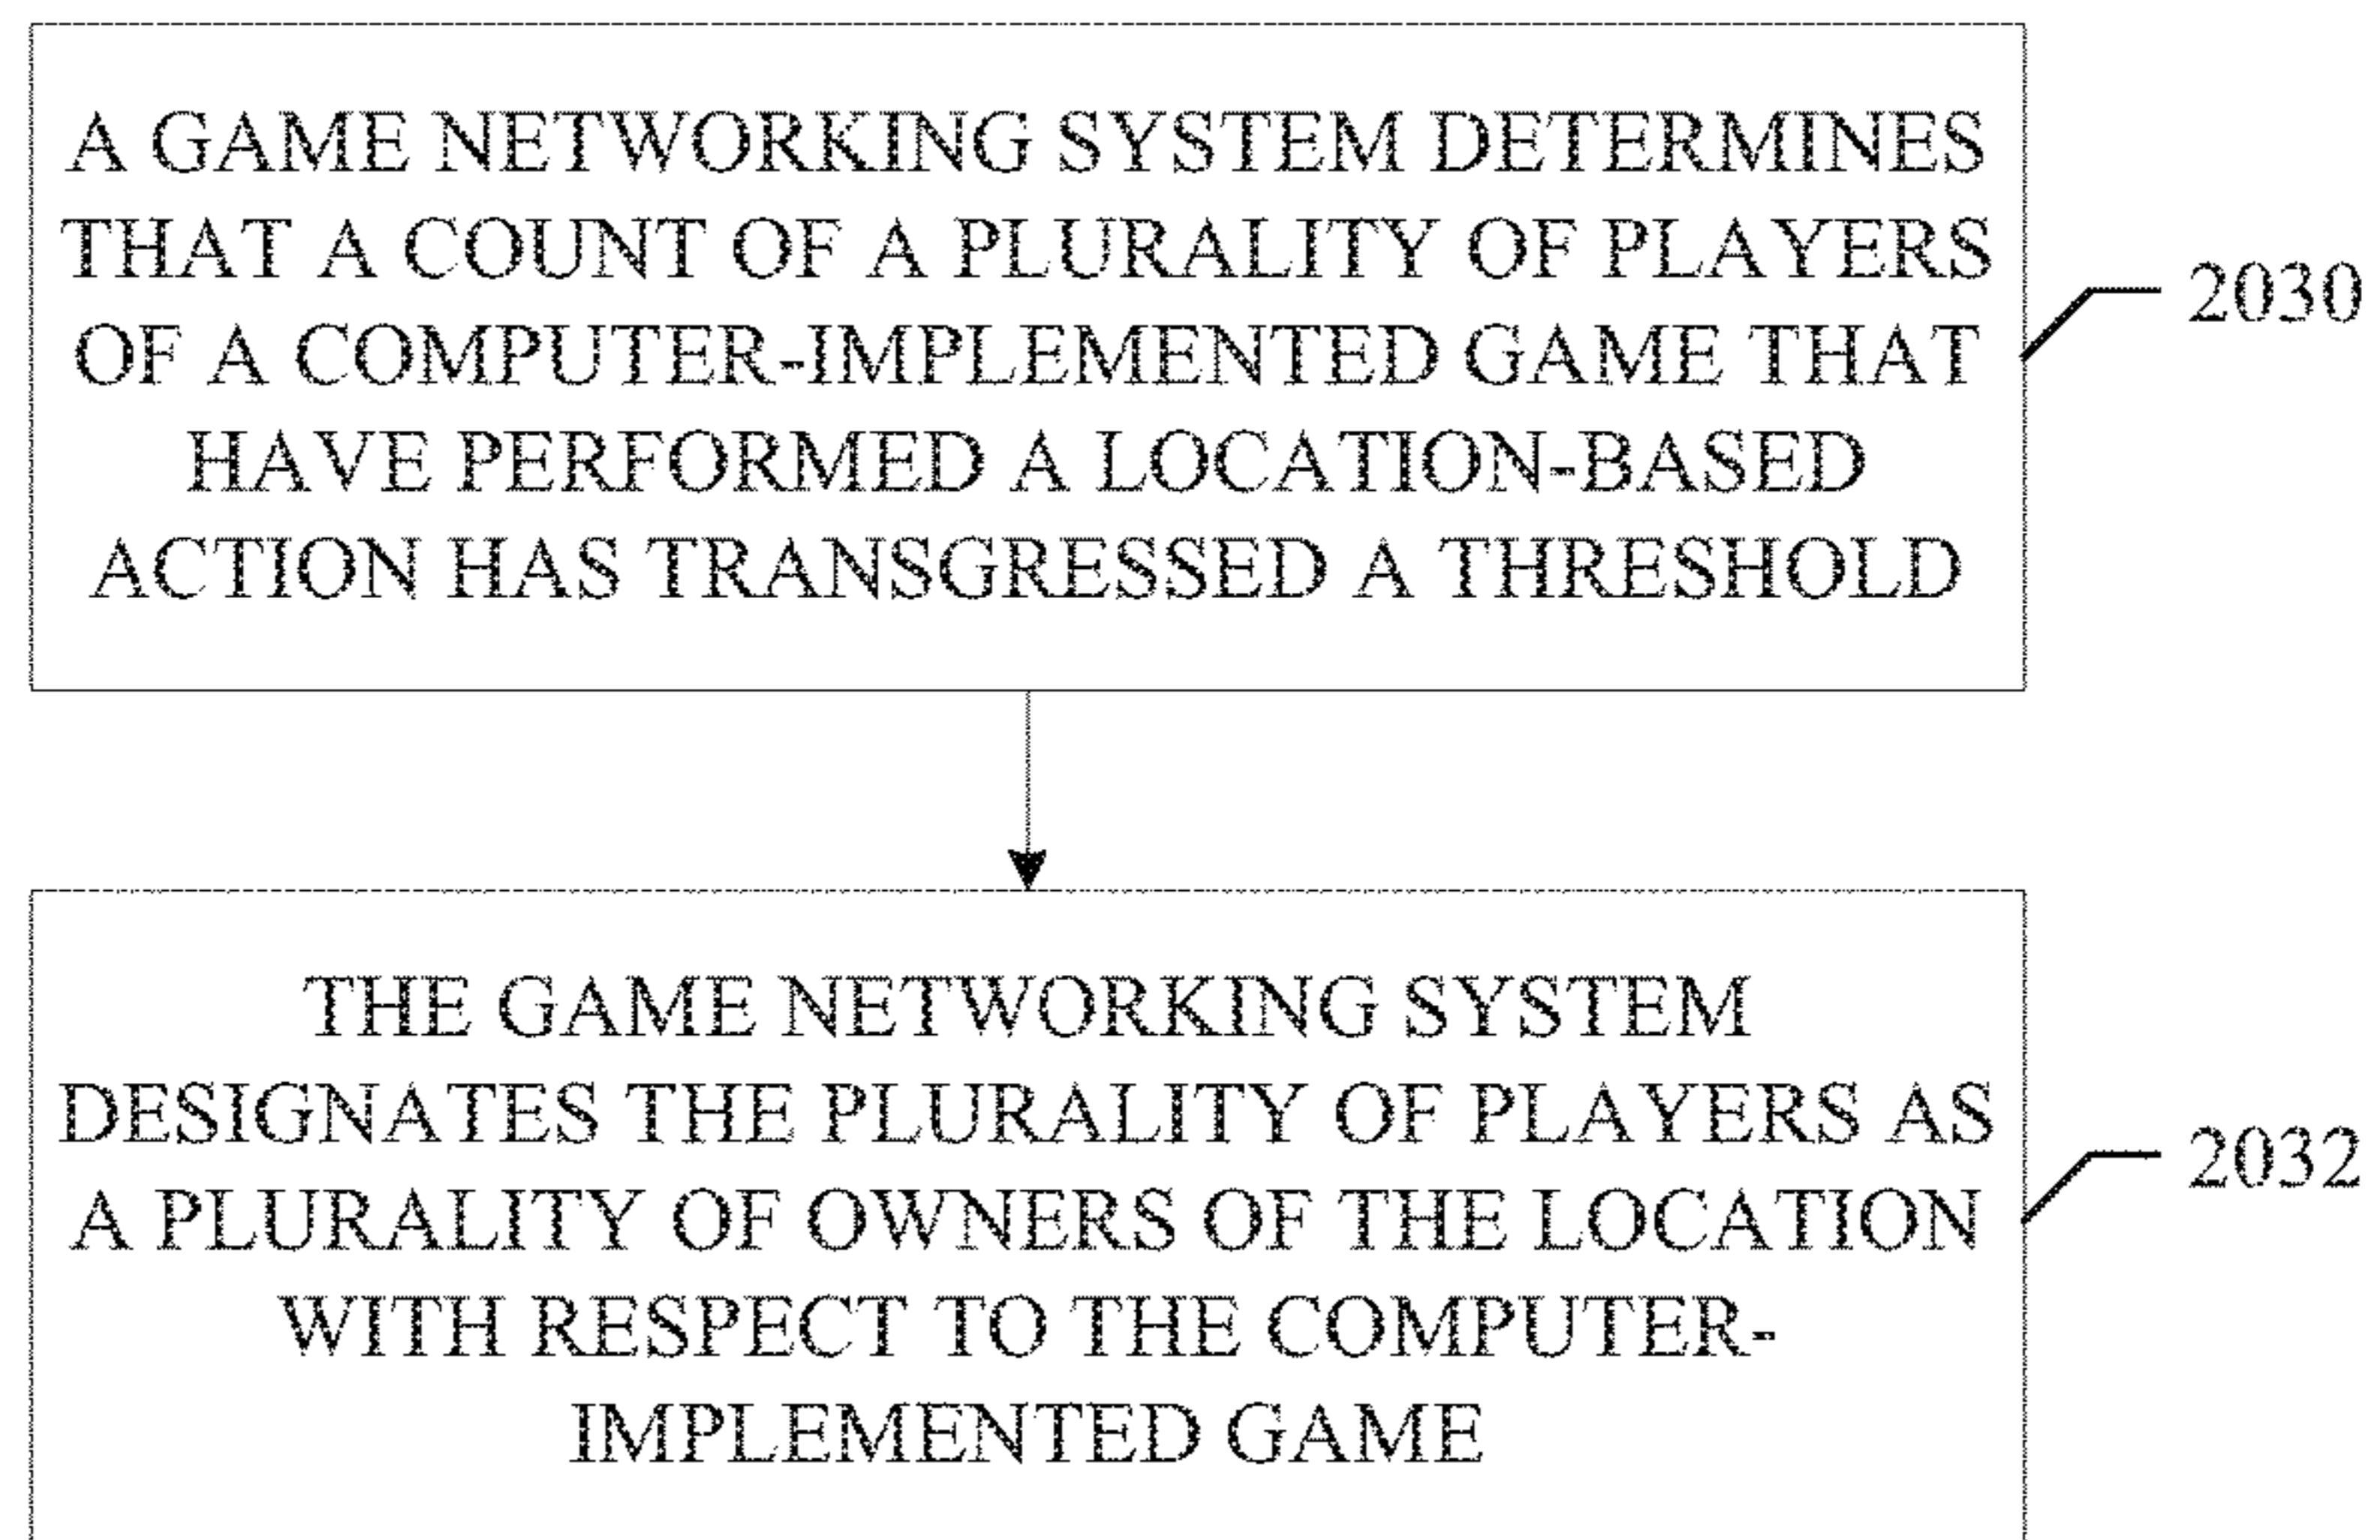 A GAME NETWORKING SYSTEM DETERMINES
THAT A COUNT OF A PLURALITY OF PLAYERS
OF A COMPUTER-IMPLEMENTED GAME THAT
HAVE PERFORMED A LOCATION-BASED
ACTION HAS TRANSGRESSED A THRESHOLD
2030
THE GAME NETWORKING SYSTEM
DESIGNATES THE PLURALITY OF PLAYERS AS
A PLURALITY OF OWNERS OF THE LOCATION
WITH RESPECT TO THE COMPUTER-
IMPLEMENTED GAME
2032